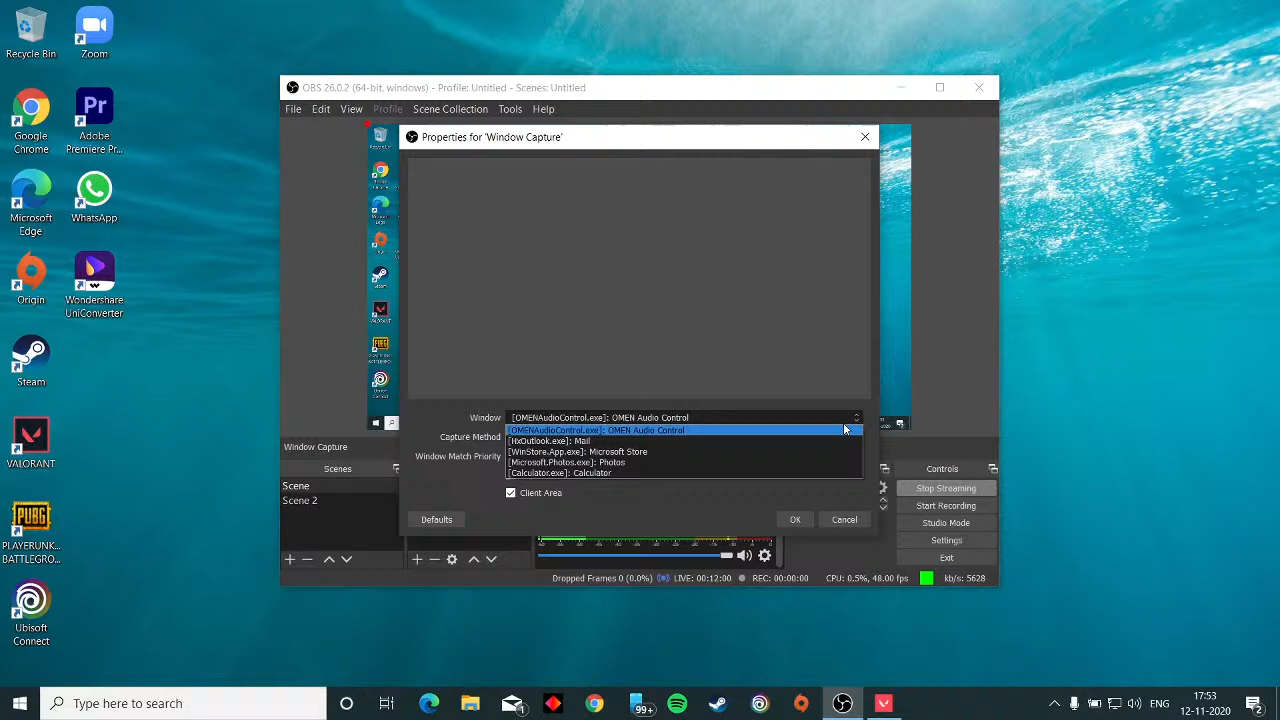 Recycle Bin
Zoom
Google
Chrome
Adobe
Premiere Pr...
Microsoft
Edge
WhatsApp
Origin
Wondershare
UniConverter
Steam
VALORANT
PUBG
PLAYERUNK...
BATTLEGRO...
Ubisoft
Connect
OBS 26.0.2 (64-bit, windows) - Profile: Untitled - Scenes: Untitled
File Edit View Profile Scene Collection Tools Help
Properties for 'Window Capture'
Window [OMENAudioControl.exe]: OMEN Audio Control
[OMENAudioControl.exe]: OMEN Audio Control
Capture Method
[HxOutlook.exe]: Mail
[WinStore.App.exe]: Microsoft Store
Window Match Priority
[Microsoft.Photos.exe]: Photos
[Calculator.exe]: Calculator
Client Area
Defaults OK Cancel
Window Capture
Scenes
Scene
Scene 2
Controls
Stop Streaming
Start Recording
Studio Mode
Settings
Exit
Dropped Frames 0 (0.0%) LIVE: 00:12:00 REC: 00:00:00 CPU: 0.5%, 48.00 fps kb/s: 5628
Type here to search
99+
ENG
17:53
12-11-2020
2